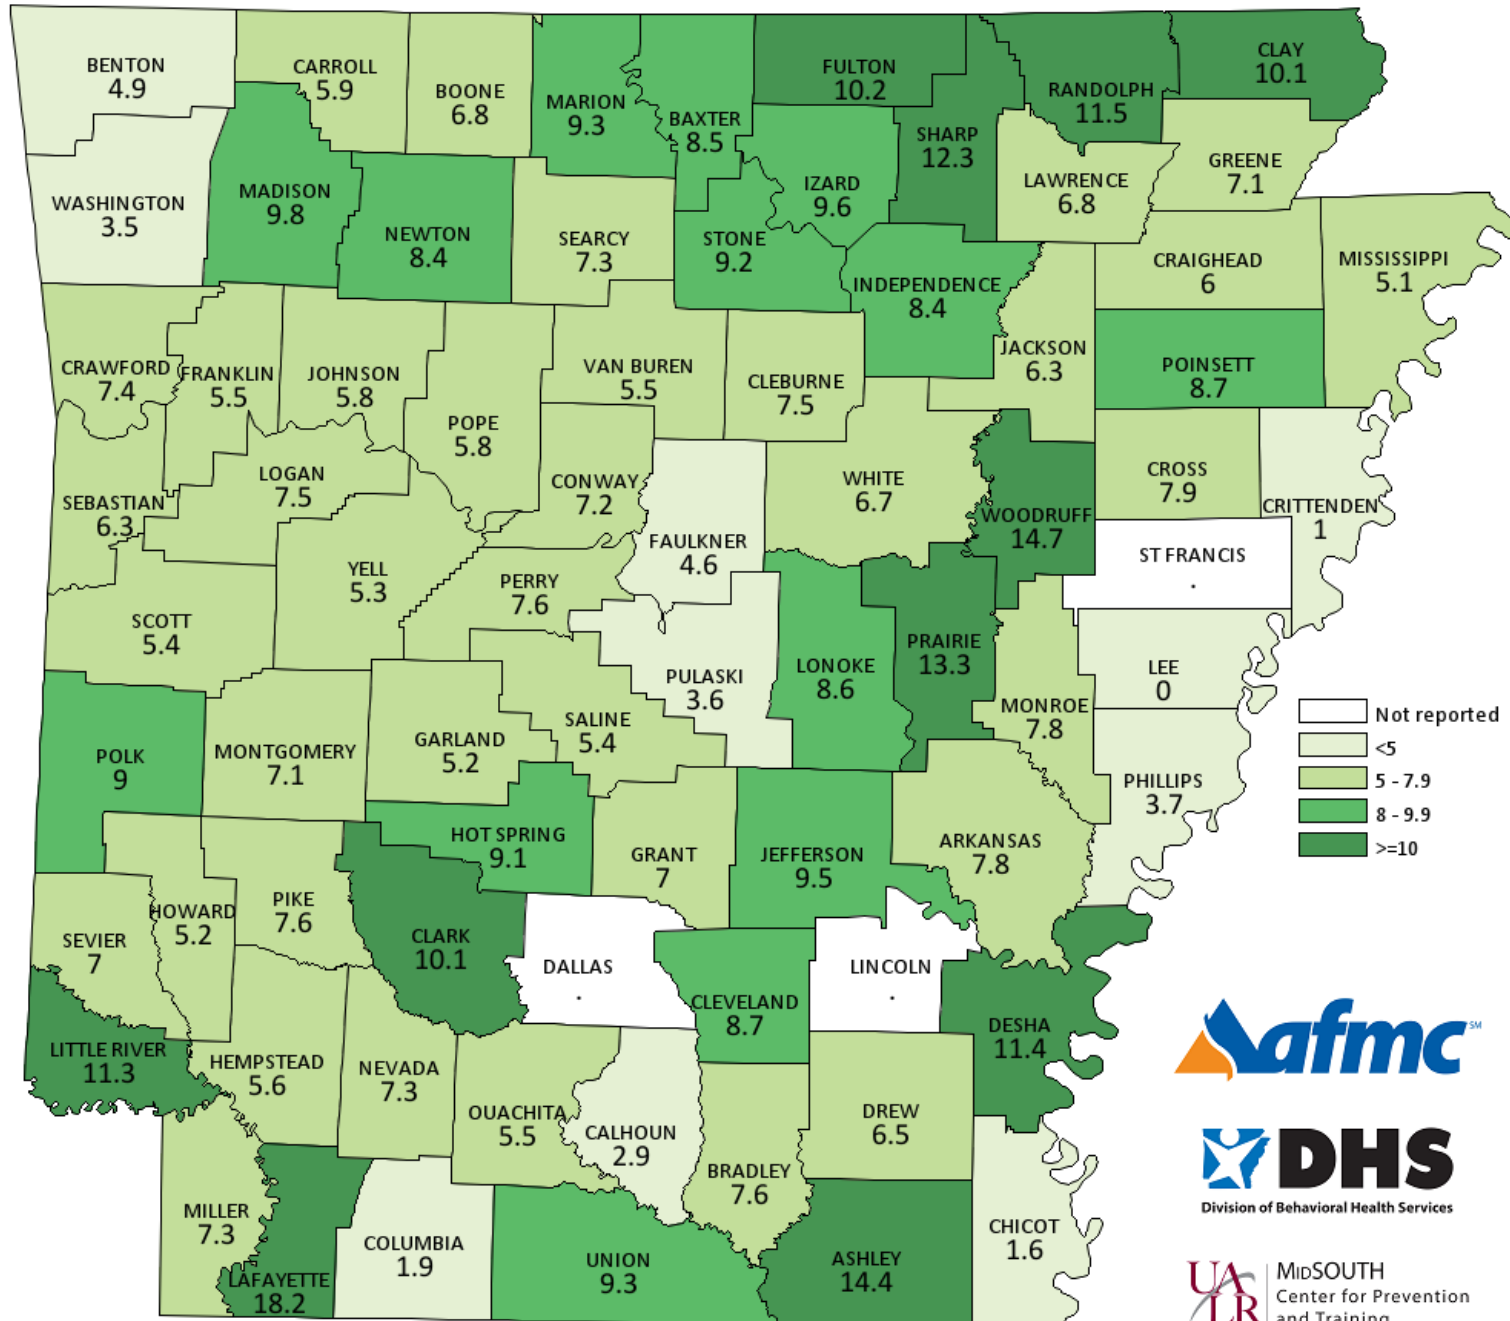 BENTON
4.9
CARROLL
5.9
BOONE
6.8
MARION
9.3
BAXTER
8.5
FULTON
10.2
SHARP
12.3
RANDOLPH
11.5
CLAY
10.1
WASHINGTON
3.5
MADISON
9.8
NEWTON
8.4
SEARCY
7.3
STONE
9.2
IZARD
9.6
LAWRENCE
6.8
GREENE
7.1
INDEPENDENCE
8.4
CRAIGHEAD
6
MISSISSIPPI
5.1
CRAWFORD
7.4
FRANKLIN
5.5
JOHNSON
5.8
POPE
5.8
VAN BUREN
5.5
CLEBURNE
7.5
JACKSON
6.3
POINSETT
8.7
SEBASTIAN
6.3
LOGAN
7.5
CONWAY
7.2
WHITE
6.7
WOODRUFF
14.7
CROSS
7.9
CRITTENDEN
1
FAULKNER
4.6
ST FRANCIS
.
SCOTT
5.4
YELL
5.3
PERRY
7.6
PULASKI
3.6
LONOKE
8.6
PRAIRIE
13.3
MONROE
7.8
LEE
0
POLK
9
MONTGOMERY
7.1
GARLAND
5.2
SALINE
5.4
PHILLIPS
3.7
Not reported
<5
5 - 7.9
8 - 9.9
>=10
HOT SPRING
9.1
GRANT
7
JEFFERSON
9.5
ARKANSAS
7.8
SEVIER
7
HOWARD
5.2
PIKE
7.6
CLARK
10.1
DALLAS
.
CLEVELAND
8.7
LINCOLN
.
DESHA
11.4
LITTLE RIVER
11.3
HEMPSTEAD
5.6
NEVADA
7.3
OUACHITA
5.5
CALHOUN
2.9
BRADLEY
7.6
DREW
6.5
MILLER
7.3
LAFAYETTE
18.2
COLUMBIA
1.9
UNION
9.3
ASHLEY
14.4
CHICOT
1.6
afmc SM
DHS
Division of Behavioral Health Services
UA
LR
MIDSOUTH
Center for Prevention
and Training